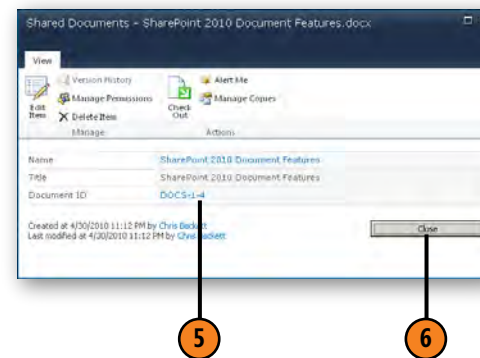 Shared Documents - SharePoint 2010 Document Features.docx
View
Version History
Alert Me
Manage Permissions
Manage Copies
Edit Item
Check Out
Delete Item
Manage
Actions
Name SharePoint 2010 Document Features
Title SharePoint 2010 Document Features
Document ID DOCS-1-4
Created at 4/30/2010 11:12 PM by Chris Beckett
Last modified at 4/30/2010 11:12 PM by Chris Beckett
Close
5 6